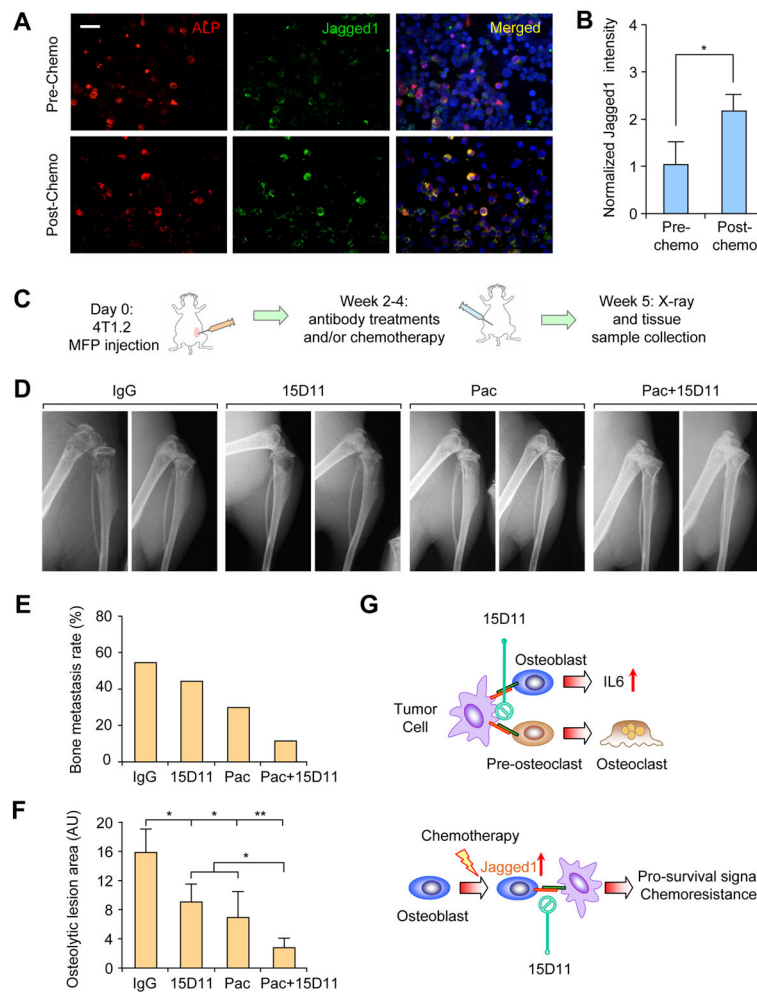 A
ALP
Jagged1
Merged
Pre-Chemo
Post-Chemo
B
Normalized Jagged1 intensity
4
3
2
1
0
*
Pre-
chemo
Post-
chemo
C
Day 0:
4T1.2
MFP injection
Week 2-4:
antibody treatments
and/or chemotherapy
Week 5: X-ray
and tissue
sample collection
D
IgG
15D11
Pac
Pac+15D11
E
Bone metastasis rate (%)
80
60
40
20
0
IgG
15D11
Pac
Pac+15D11
F
Osteolytic lesion area (AU)
20
16
12
8
4
0
*
*
**
*
IgG
15D11
Pac
Pac+15D11
G
15D11
Osteoblast
IL6
Tumor
Cell
Pre-osteoclast
Osteoclast
Chemotherapy
Jagged1
Osteoblast
Pro-survival signa
Chemoresistance
15D11